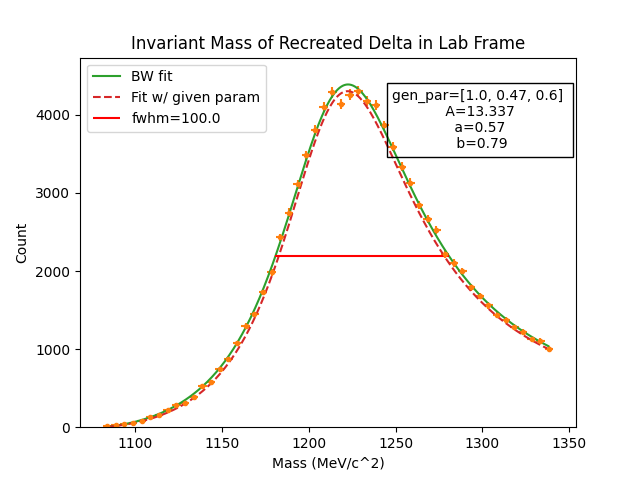 Invariant Mass of Recreated Delta in Lab Frame
BW fit
Fit w/ given param
fwhm=100.0
gen_par=[1.0, 0.47, 0.6]
A=13.337
a=0.57
b=0.79
Count
4000
3000
2000
1000
0
1100
1150
1200
1250
1300
1350
Mass (MeV/c^2)